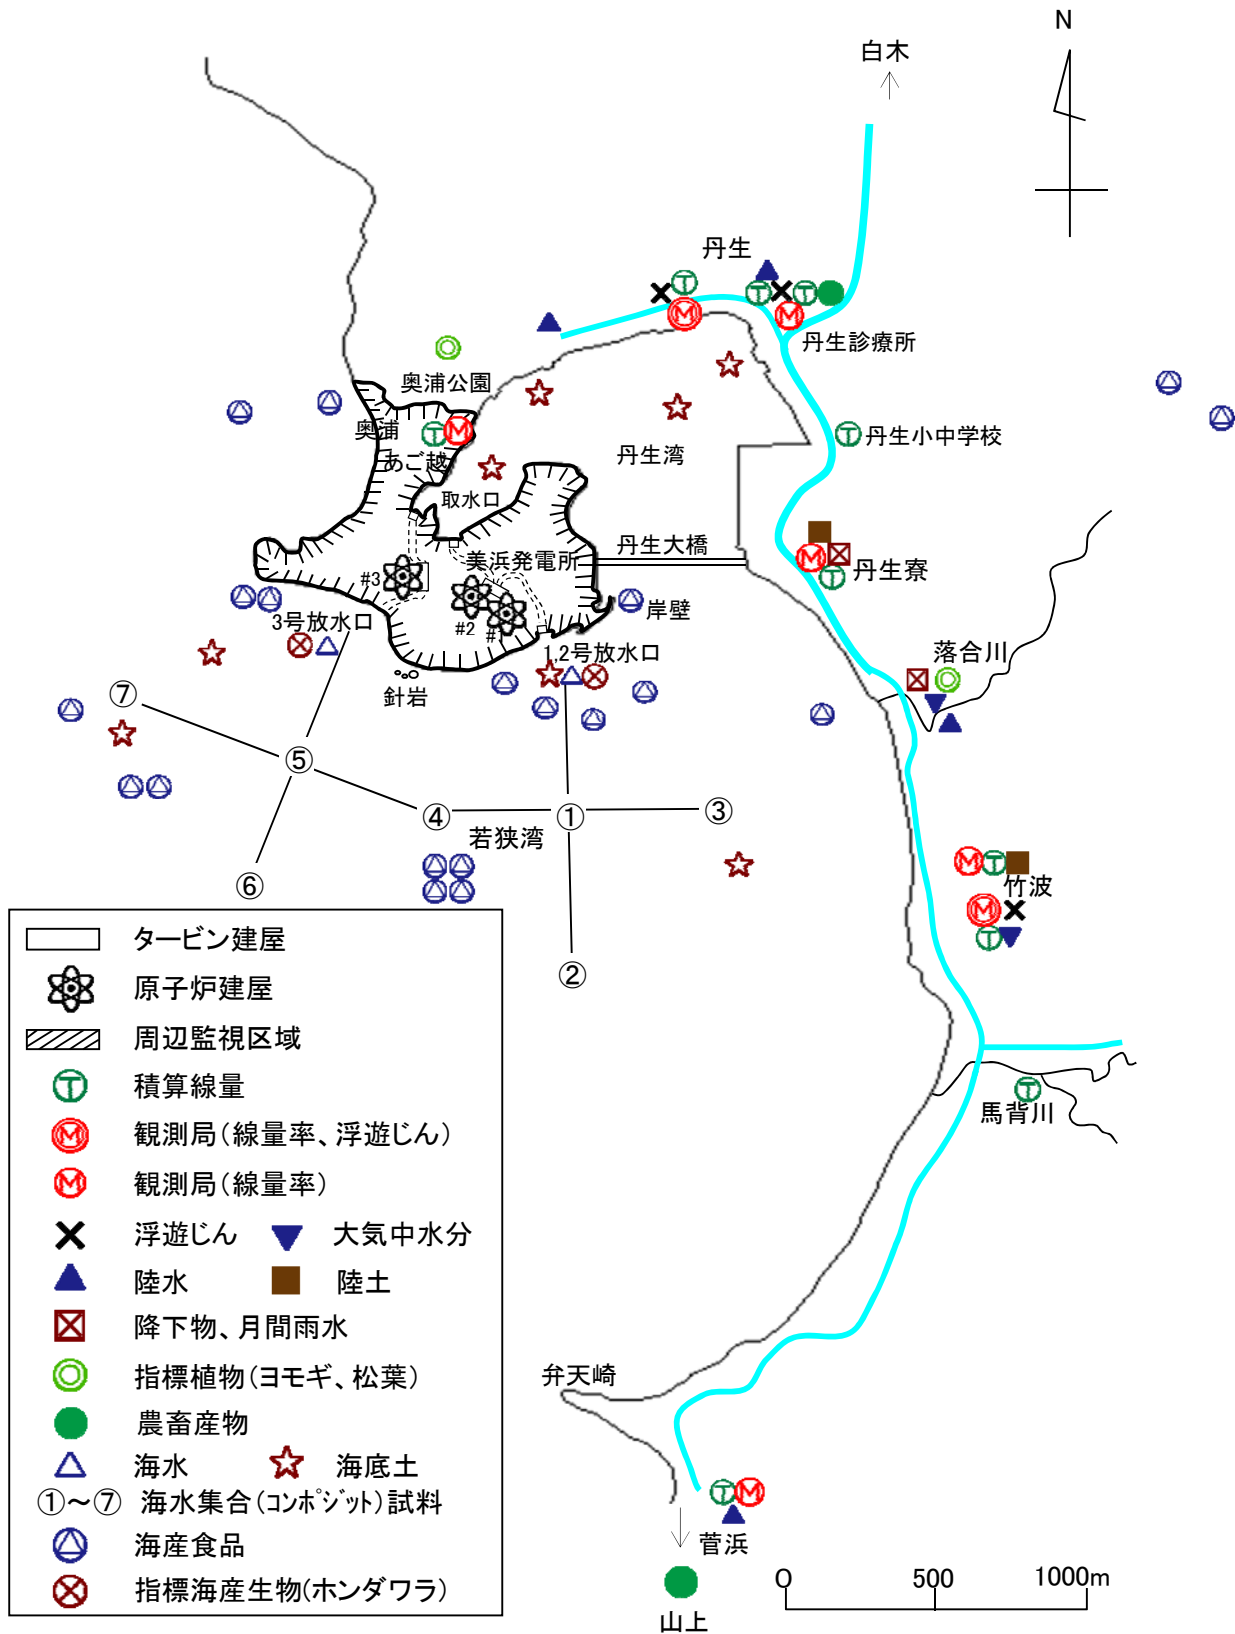 N
白木
丹生
丹生診療所
奥浦公園
奥浦
あご越
丹生湾
丹生小中学校
取水口
丹生大橋
美浜発電所
丹生寮
#3
#2
#1
岸壁
3号放水口
1,2号放水口
落合川
針岩
⑦
⑤
④
①
③
若狭湾
⑥
竹波
②
タービン建屋
原子炉建屋
周辺監視区域
T 積算線量
M 観測局(線量率、浮遊じん)
M 観測局(線量率)
浮遊じん 大気中水分
陸水 陸土
降下物、月間雨水
指標植物(ヨモギ、松葉)
農畜産物
海水 海底土
①～⑦ 海水集合(ｺﾝﾎﾟｼﾞｯﾄ)試料
海産食品
指標海産生物(ホンダワラ)
馬背川
弁天崎
菅浜
山上
O 500 1000m